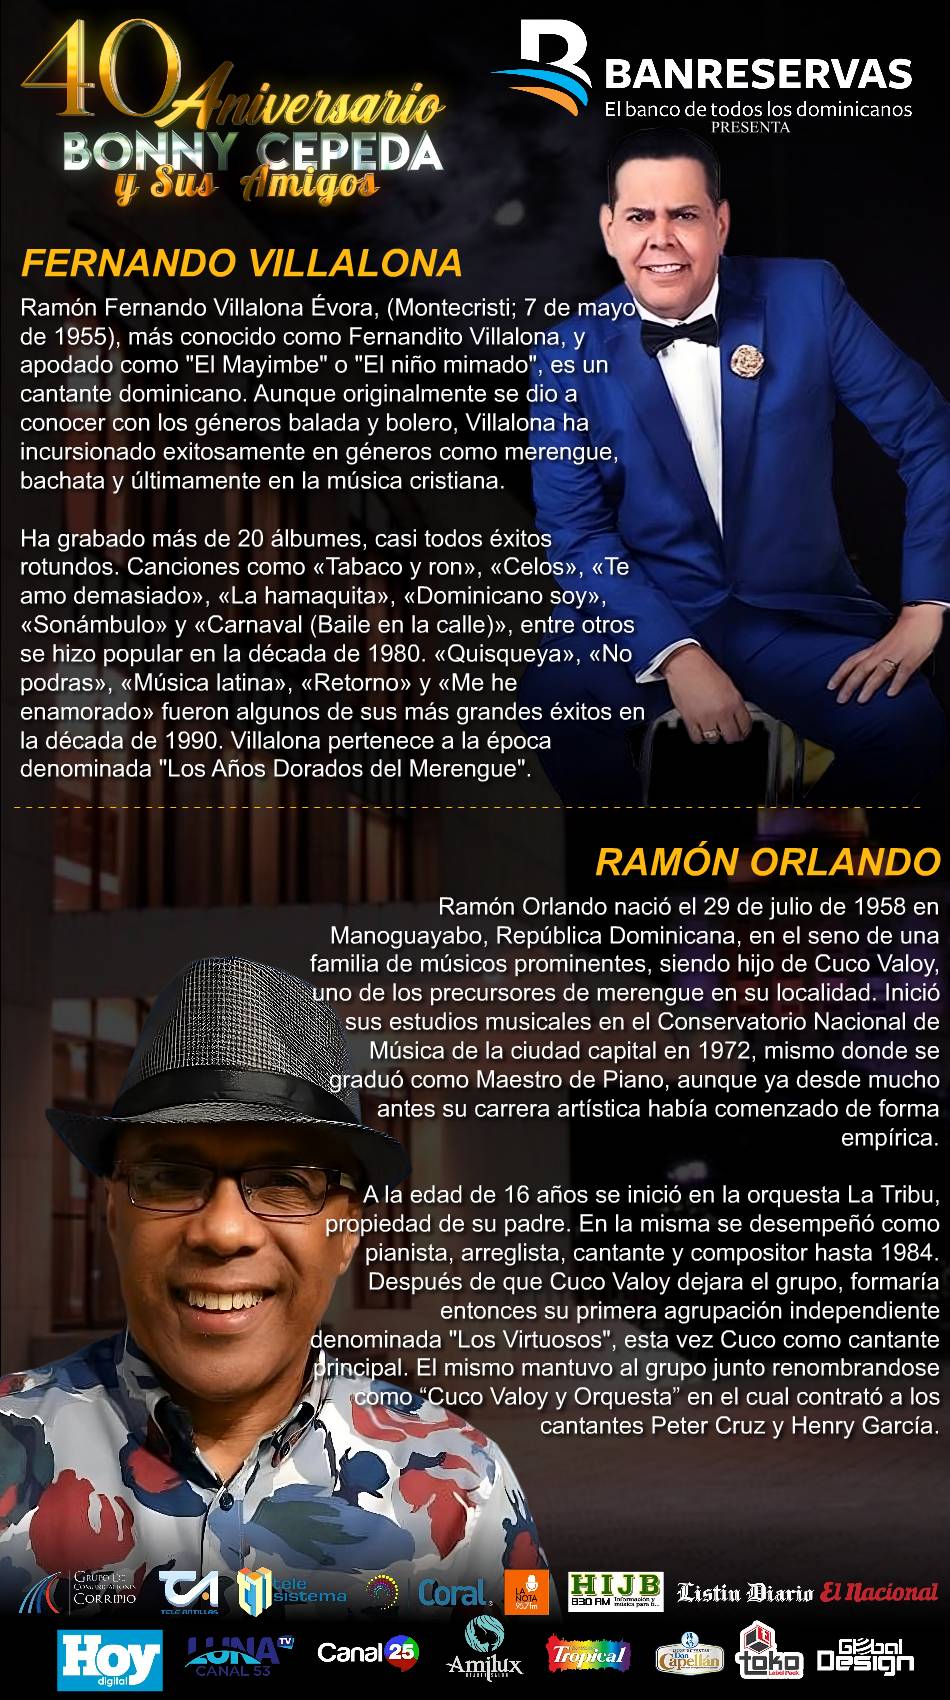 40 Aniversario
BONNY CEPEDA
y Sus Amigos
BANRESERVAS
El banco de todos los dominicanos
PRESENTA
FERNANDO VILLALONA
Ramón Fernando Villalona Évora, (Montecristi; 7 de mayo
de 1955), más conocido como Fernandito Villalona, y
apodado como "El Mayimbe" o "El niño mimado", es un
cantante dominicano. Aunque originalmente se dio a
conocer con los géneros balada y bolero, Villalona ha
incursionado exitosamente en géneros como merengue,
bachata y últimamente en la música cristiana.
Ha grabado más de 20 álbumes, casi todos éxitos
rotundos. Canciones como «Tabaco y ron», «Celos», «Te
amo demasiado», «La hamaquita», «Dominicano soy»,
«Sonámbulo» y «Carnaval (Baile en la calle)», entre otros
se hizo popular en la década de 1980. «Quisqueya», «No
podras», «Música latina», «Retorno» y «Me he
enamorado» fueron algunos de sus más grandes éxitos en
la década de 1990. Villalona pertenece a la época
denominada "Los Años Dorados del Merengue".
RAMÓN ORLANDO
Ramón Orlando nació el 29 de julio de 1958 en
Manoguayabo, República Dominicana, en el seno de una
familia de músicos prominentes, siendo hijo de Cuco Valoy,
uno de los precursores de merengue en su localidad. Inició
sus estudios musicales en el Conservatorio Nacional de
Música de la ciudad capital en 1972, mismo donde se
graduó como Maestro de Piano, aunque ya desde mucho
antes su carrera artística había comenzado de forma
empírica.
A la edad de 16 años se inició en la orquesta La Tribu,
propiedad de su padre. En la misma se desempeñó como
pianista, arreglista, cantante y compositor hasta 1984.
Después de que Cuco Valoy dejara el grupo, formaría
entonces su primera agrupación independiente
denominada "Los Virtuosos", esta vez Cuco como cantante
principal. El mismo mantuvo al grupo junto renombrandose
como “Cuco Valoy y Orquesta” en el cual contrató a los
cantantes Peter Cruz y Henry García.
GRUPO DE
COMUNICACIONES
CORRIPIO
TA
TELE ANTILLAS
tele
sistema
Coral
LA
NOTA
95.7fm
HIJB
830 AM
Información y
música para ti...
Listin Diario
El Nacional
Hoy
digital
LUNA TV
CANAL 53
Canal 25
Amilux
Tropical
Don
Capellán
toko
Label Pack
Global
Design